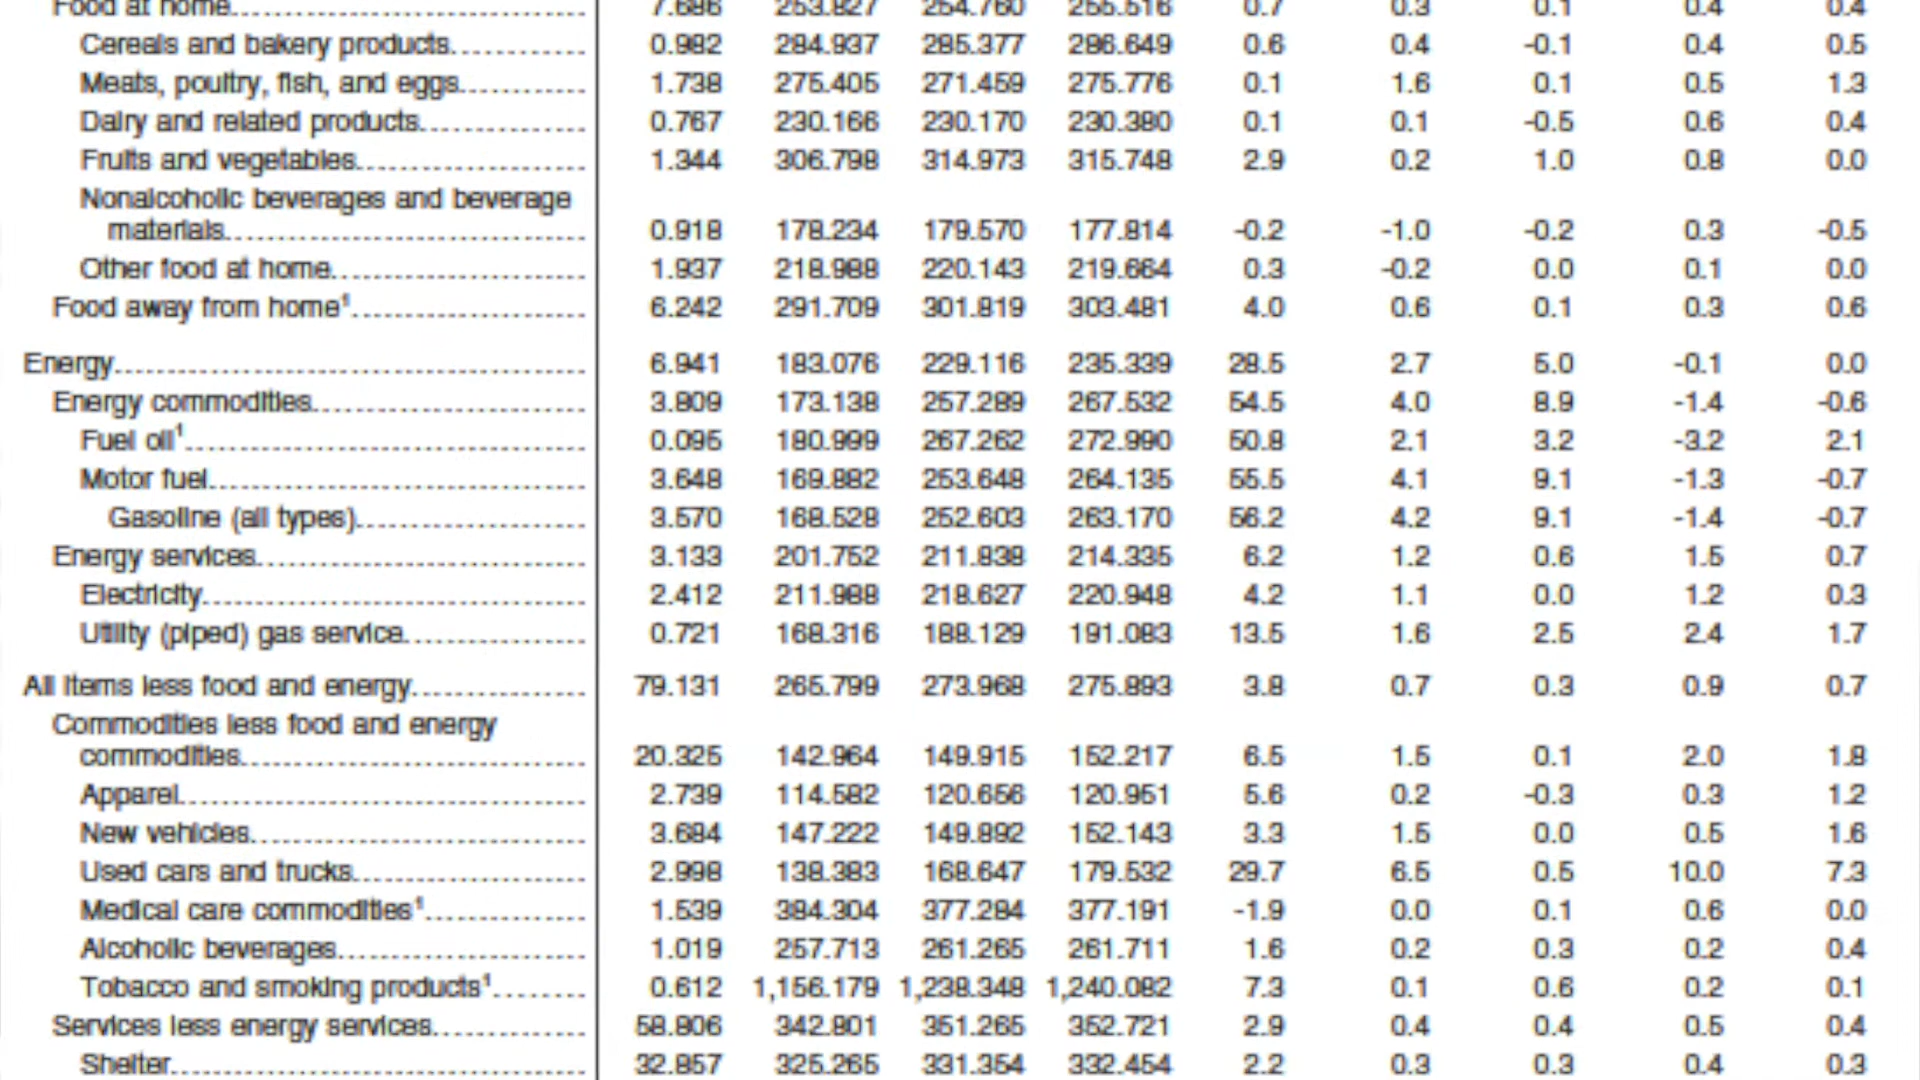 Food at home 7.686 253.827 254.760 255.516 0.7 0.3 0.1 0.4 0.4
Cereals and bakery products 0.982 284.937 285.377 286.649 0.6 0.4 -0.1 0.4 0.5
Meats, poultry, fish, and eggs 1.738 275.405 271.459 275.776 0.1 1.6 0.1 0.5 1.3
Dairy and related products 0.767 230.166 230.170 230.380 0.1 0.1 -0.5 0.6 0.4
Fruits and vegetables 1.344 306.798 314.973 315.748 2.9 0.2 1.0 0.8 0.0
Nonalcoholic beverages and beverage
materials 0.918 178.234 179.570 177.814 -0.2 -1.0 -0.2 0.3 -0.5
Other food at home 1.937 218.988 220.143 219.664 0.3 -0.2 0.0 0.1 0.0
Food away from home¹ 6.242 291.709 301.819 303.481 4.0 0.6 0.1 0.3 0.6
Energy 6.941 183.076 229.116 235.339 28.5 2.7 5.0 -0.1 0.0
Energy commodities 3.809 173.138 257.289 267.532 54.5 4.0 8.9 -1.4 -0.6
Fuel oil¹ 0.095 180.999 267.262 272.990 50.8 2.1 3.2 -3.2 2.1
Motor fuel 3.648 169.882 253.648 264.135 55.5 4.1 9.1 -1.3 -0.7
Gasoline (all types) 3.570 168.528 252.603 263.170 56.2 4.2 9.1 -1.4 -0.7
Energy services 3.133 201.752 211.838 214.335 6.2 1.2 0.6 1.5 0.7
Electricity 2.412 211.988 218.627 220.948 4.2 1.1 0.0 1.2 0.3
Utility (piped) gas service 0.721 168.316 188.129 191.083 13.5 1.6 2.5 2.4 1.7
All items less food and energy 79.131 265.799 273.968 275.893 3.8 0.7 0.3 0.9 0.7
Commodities less food and energy
commodities 20.325 142.964 149.915 152.217 6.5 1.5 0.1 2.0 1.8
Apparel 2.739 114.582 120.656 120.951 5.6 0.2 -0.3 0.3 1.2
New vehicles 3.684 147.222 149.892 152.143 3.3 1.5 0.0 0.5 1.6
Used cars and trucks 2.998 138.383 168.647 179.532 29.7 6.5 0.5 10.0 7.3
Medical care commodities¹ 1.539 384.304 377.284 377.191 -1.9 0.0 0.1 0.6 0.0
Alcoholic beverages 1.019 257.713 261.265 261.711 1.6 0.2 0.3 0.2 0.4
Tobacco and smoking products¹ 0.612 1,156.179 1,238.348 1,240.082 7.3 0.1 0.6 0.2 0.1
Services less energy services 58.806 342.801 351.265 352.721 2.9 0.4 0.4 0.5 0.4
Shelter 32.857 325.265 331.354 332.454 2.2 0.3 0.3 0.4 0.3